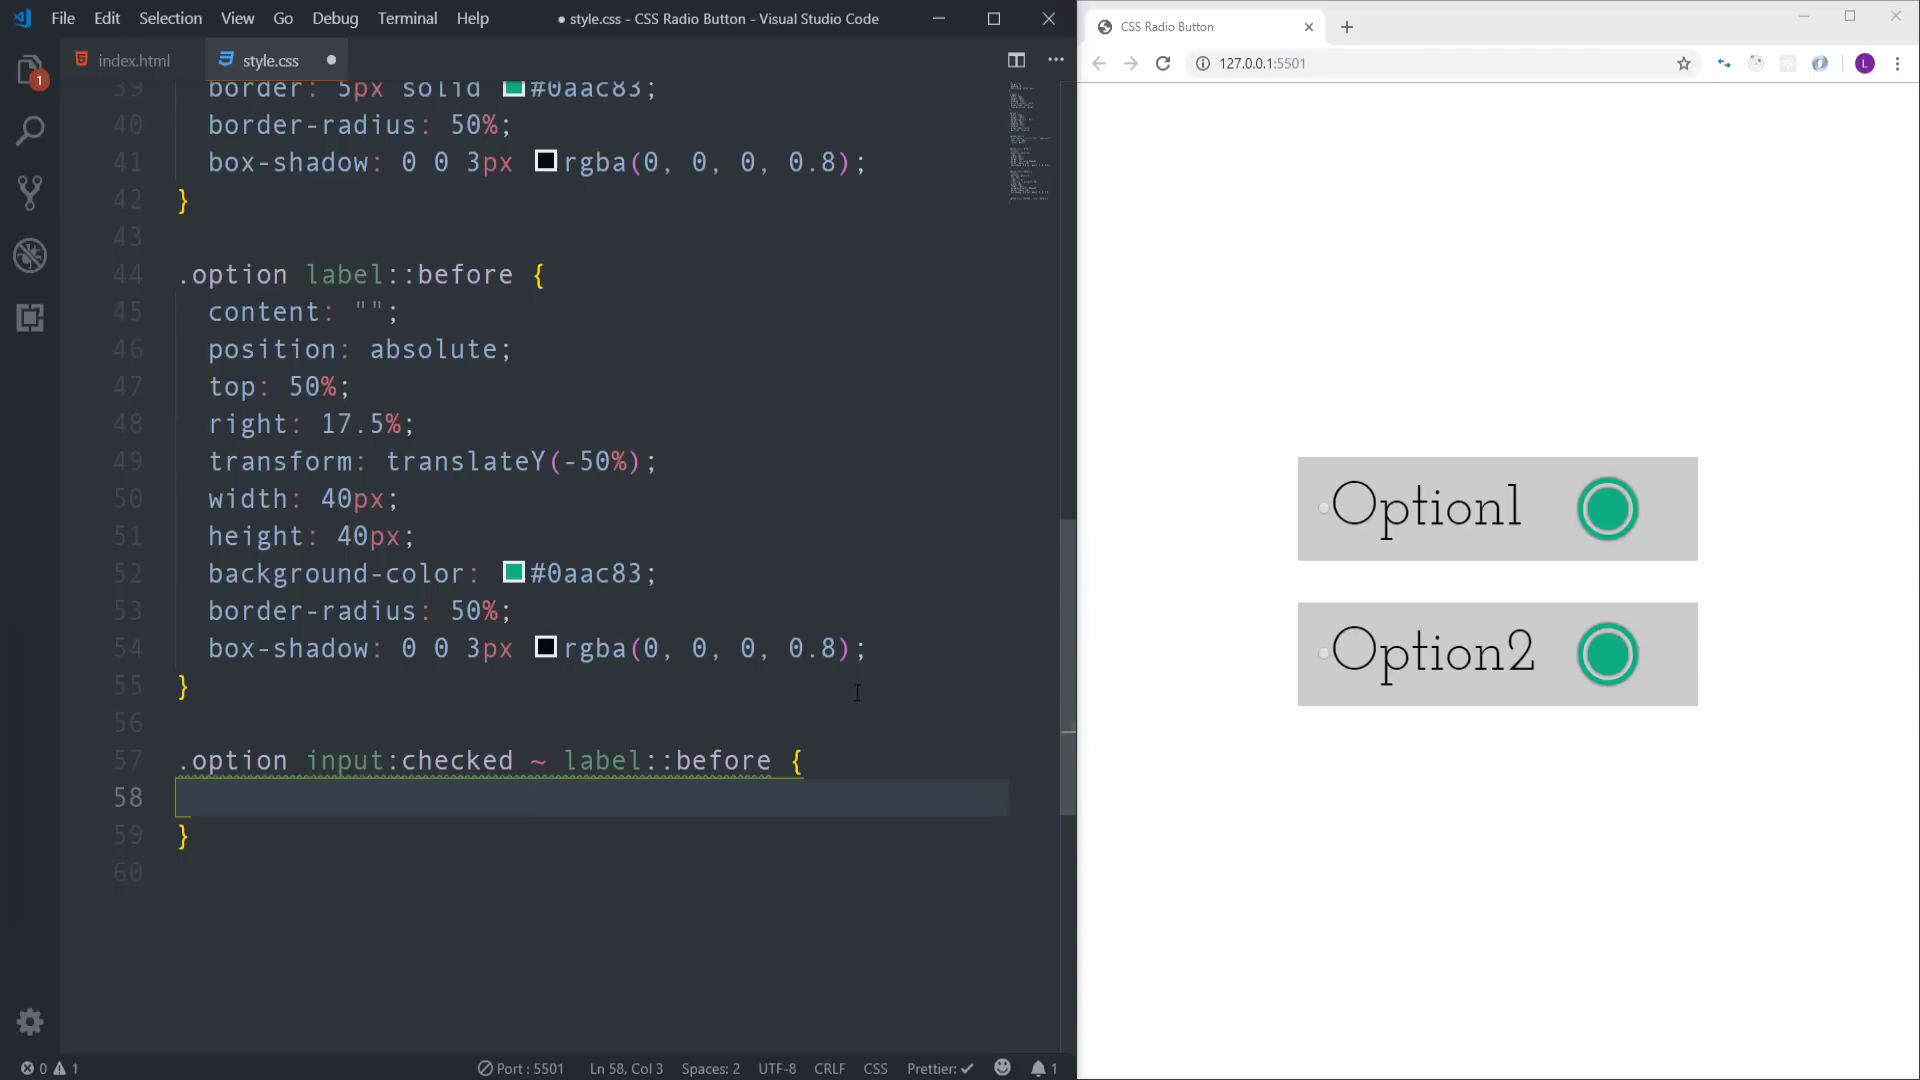 File Edit Selection View Go Debug Terminal Help
● style.css - CSS Radio Button - Visual Studio Code
CSS Radio Button
index.html
style.css
127.0.0.1:5501
L
1
39 border: 5px solid #0aac83;
40 border-radius: 50%;
41 box-shadow: 0 0 3px rgba(0, 0, 0, 0.8);
42 }
43
44 .option label::before {
45 content: "";
46 position: absolute;
47 top: 50%;
48 right: 17.5%;
49 transform: translateY(-50%);
50 width: 40px;
51 height: 40px;
52 background-color: #0aac83;
53 border-radius: 50%;
54 box-shadow: 0 0 3px rgba(0, 0, 0, 0.8);
55 }
56
57 .option input:checked ~ label::before {
58
59 }
60
Option1
Option2
0 1
Port : 5501 Ln 58, Col 3 Spaces: 2 UTF-8 CRLF CSS Prettier: ✓ 1